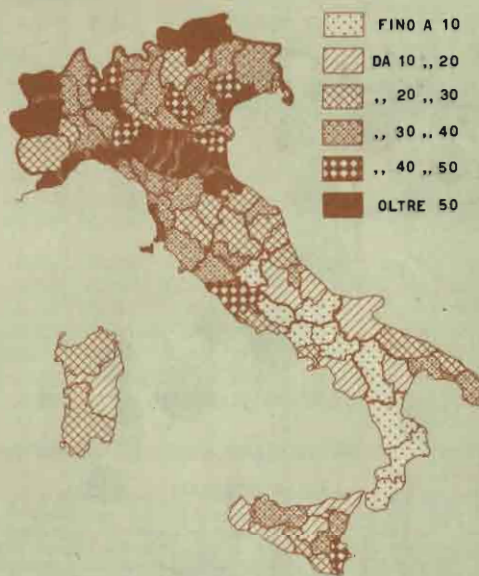 FINO A 10
DA 10 ,, 20
,, 20 ,, 30
,, 30 ,, 40
,, 40 ,, 50
OLTRE 50